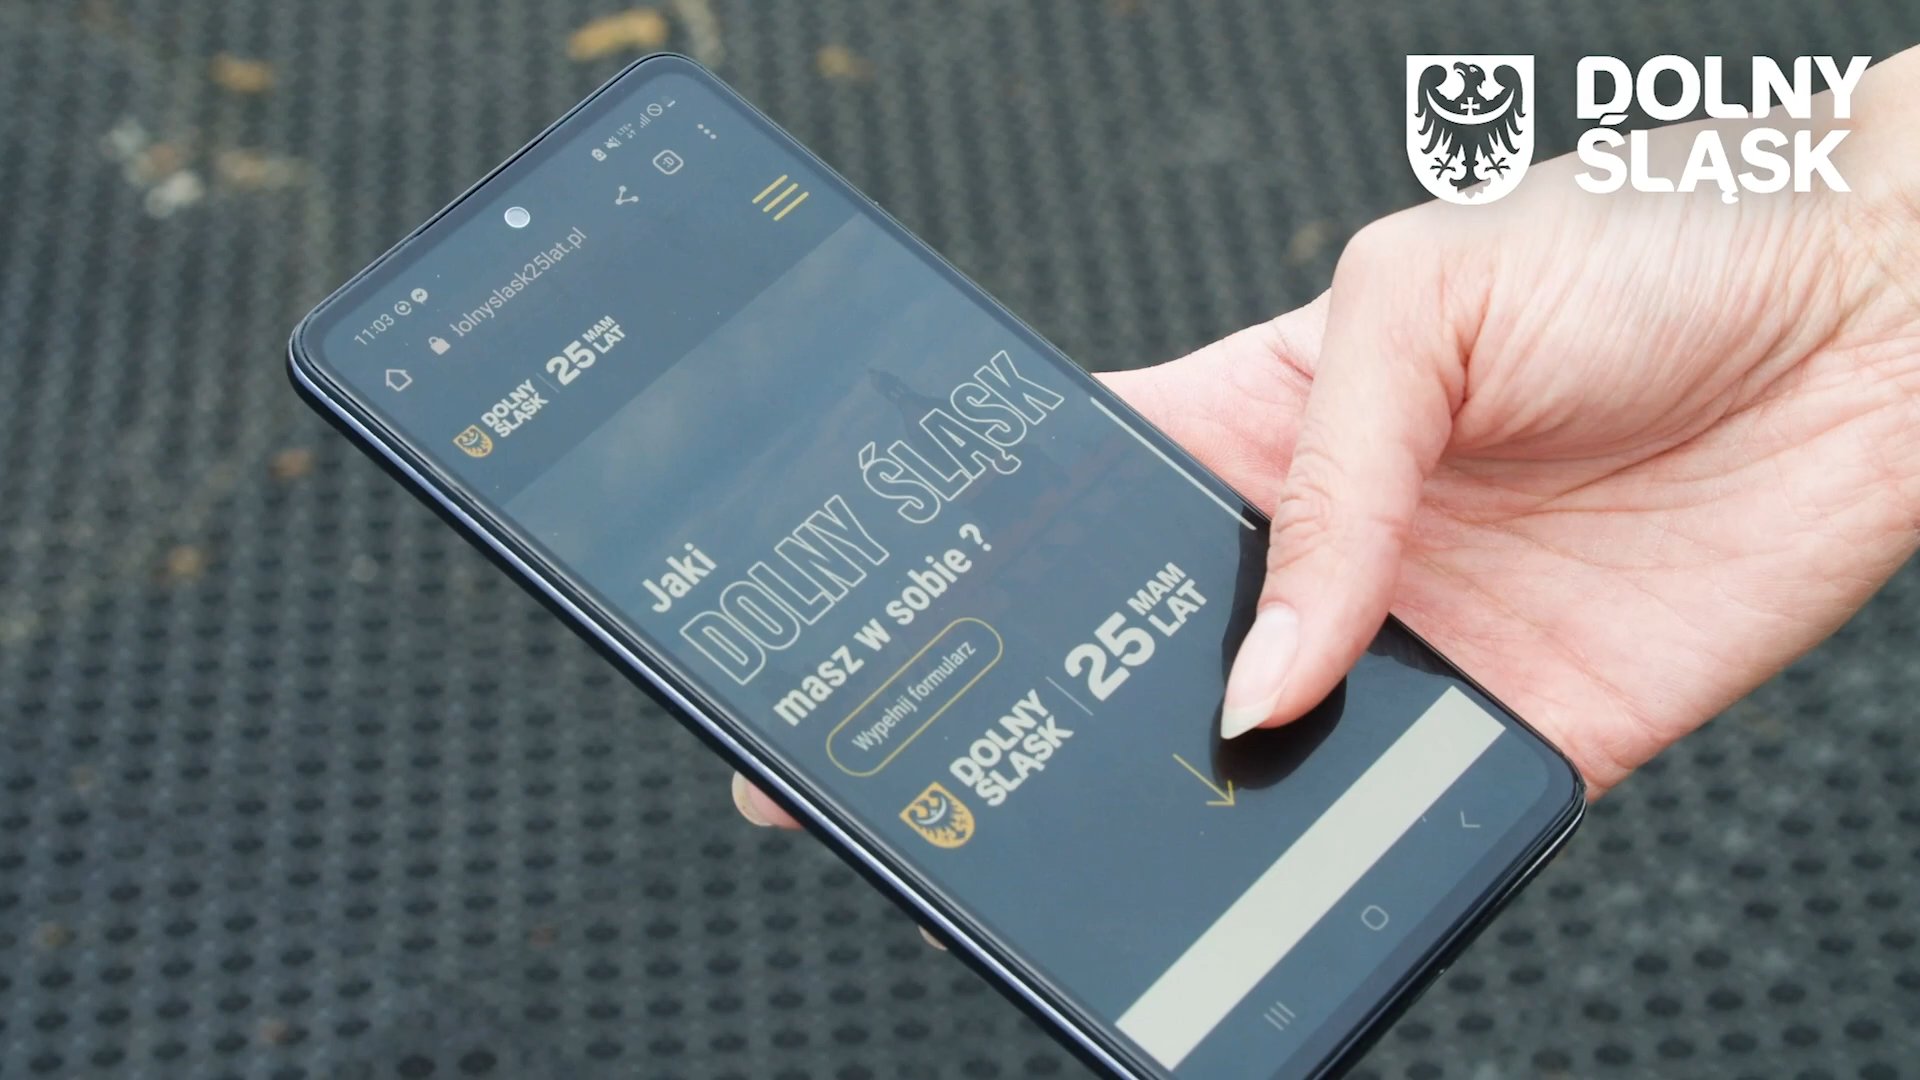 DOLNY
ŚLĄSK
11:03
dolnyslask25lat.pl
:D
DOLNY
ŚLĄSK
25 MAM
LAT
Jaki
DOLNY ŚLĄSK
masz w sobie ?
Wypełnij formularz
DOLNY
ŚLĄSK
25 MAM
LAT